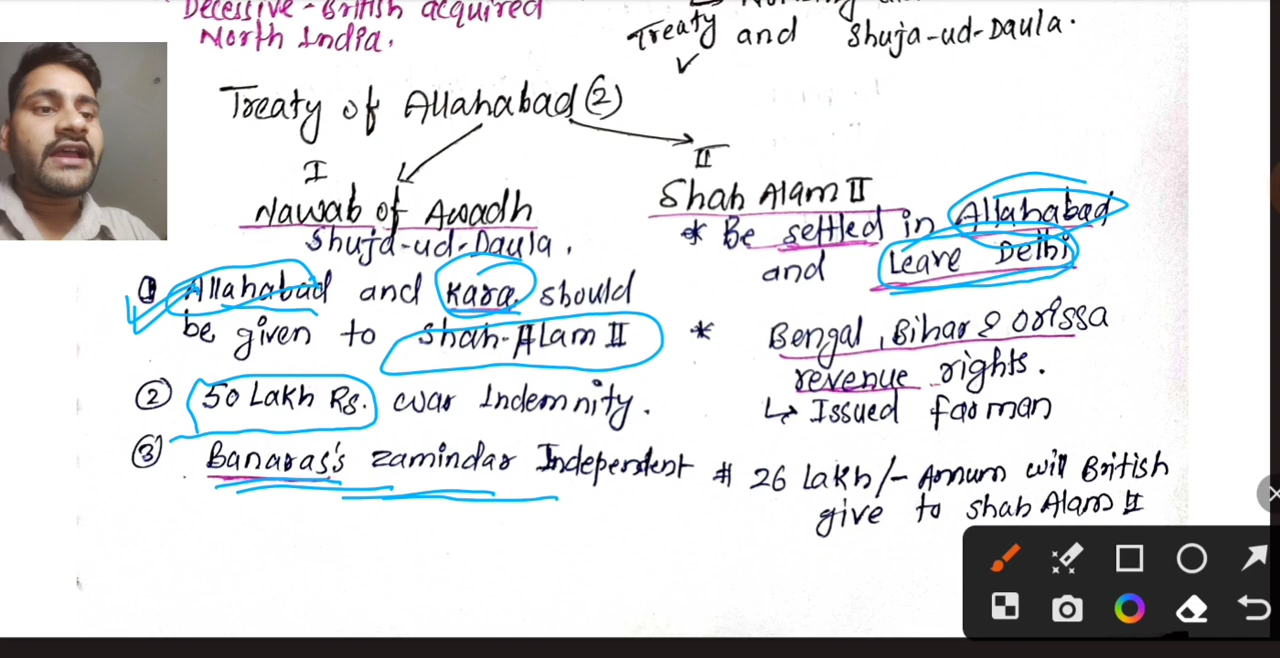 Decessive - British acquired
North India.
Treaty and Shuja-ud-Daula.
Treaty of Allahabad (2)
I
Nawab of Awadh
Shuja-ud-Daula.
① Allahabad and Kara should
be given to Shah-Alam II
② 50 Lakh Rs. war Indemnity.
③ Banaras's zamindar Independent
II
Shah Alam II
* Be settled in Allahabad
and Leave Delhi
* Bengal, Bihar & Orissa
revenue rights.
↳ Issued farman
# 26 Lakh/- Annum will British
give to Shah Alam II